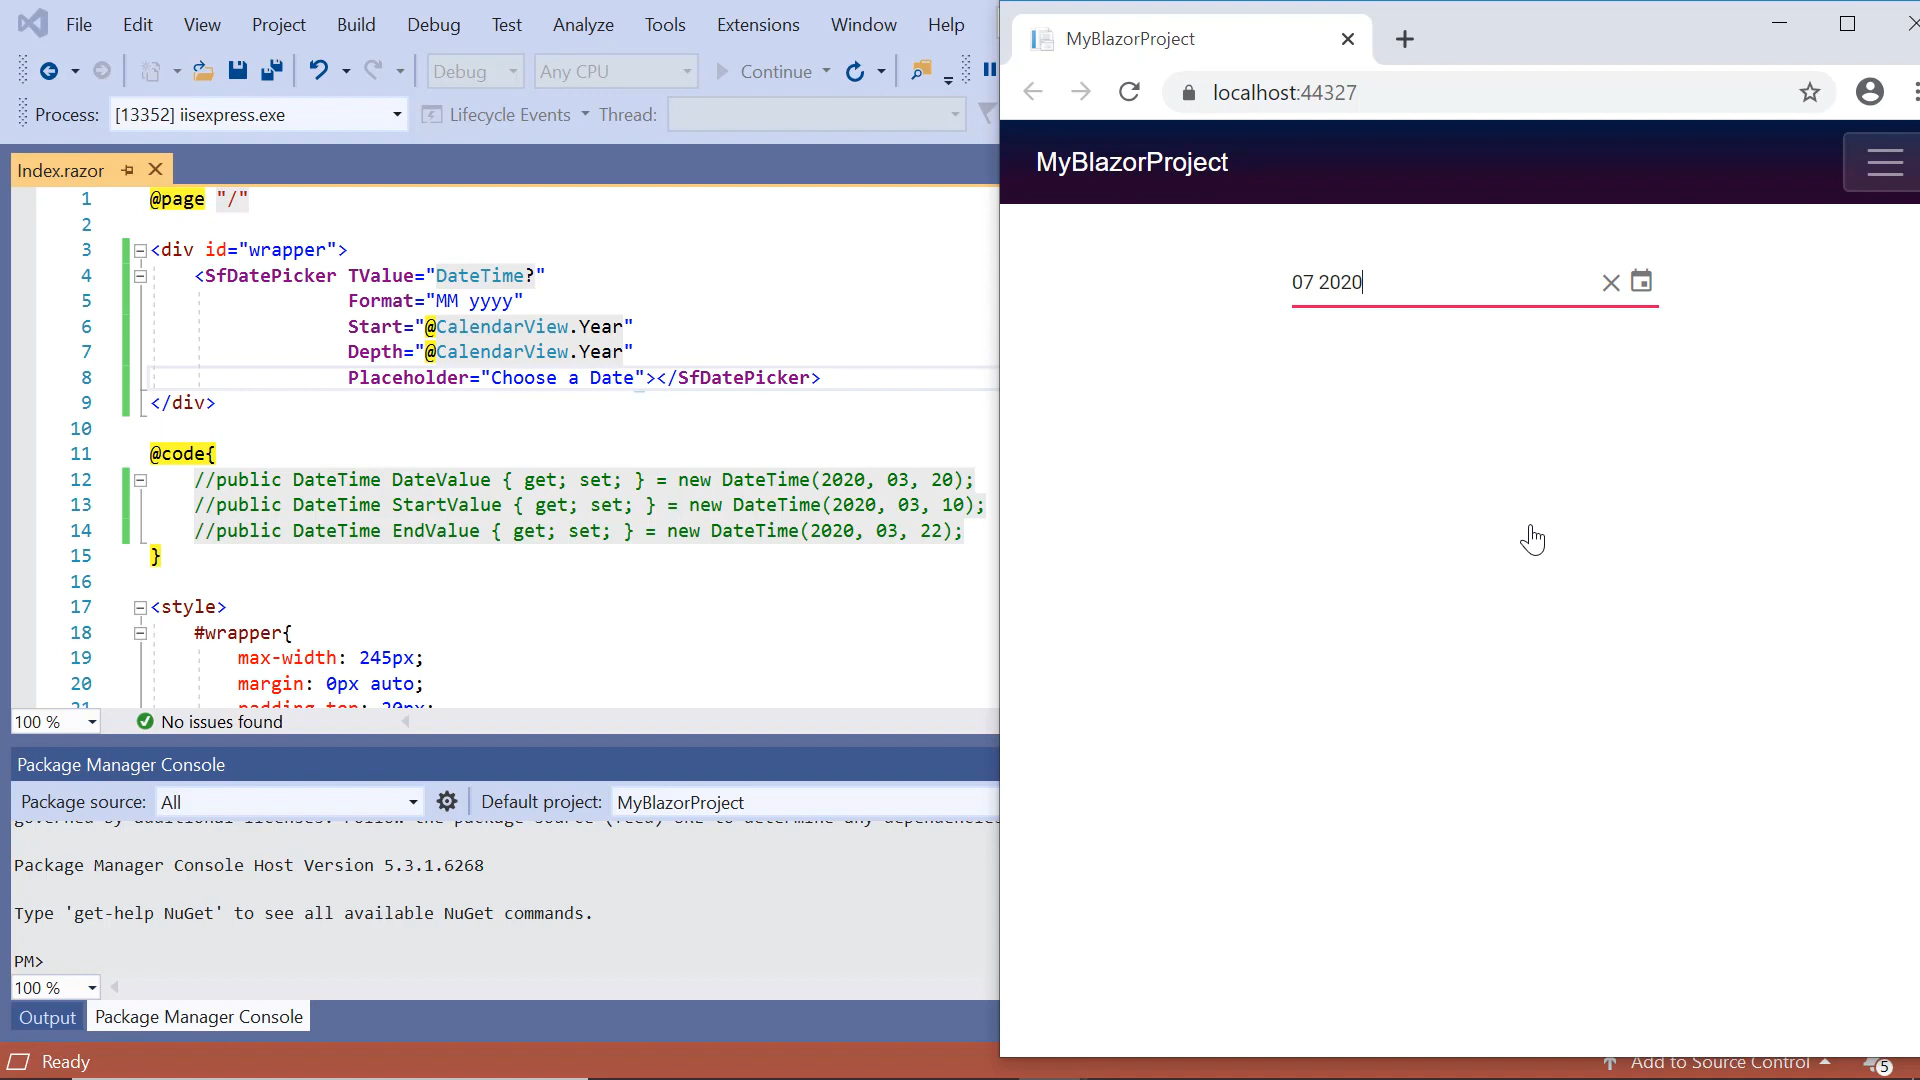 File Edit View Project Build Debug Test Analyze Tools Extensions Window Help
Debug Any CPU Continue
Process: [13352] iisexpress.exe Lifecycle Events Thread:
Index.razor
1 @page "/"
2
3 <div id="wrapper">
4 <SfDatePicker TValue="DateTime?"
5 Format="MM yyyy"
6 Start="@CalendarView.Year"
7 Depth="@CalendarView.Year"
8 Placeholder="Choose a Date"></SfDatePicker>
9 </div>
10
11 @code{
12 //public DateTime DateValue { get; set; } = new DateTime(2020, 03, 20);
13 //public DateTime StartValue { get; set; } = new DateTime(2020, 03, 10);
14 //public DateTime EndValue { get; set; } = new DateTime(2020, 03, 22);
15 }
16
17 <style>
18 #wrapper{
19 max-width: 245px;
20 margin: 0px auto;
21 padding-top: 20px;
100 % No issues found
Package Manager Console
Package source: All Default project: MyBlazorProject
Package Manager Console Host Version 5.3.1.6268
Type 'get-help NuGet' to see all available NuGet commands.
PM>
100 %
Output Package Manager Console
Ready
Add to Source Control 5
MyBlazorProject
localhost:44327
MyBlazorProject
07 2020